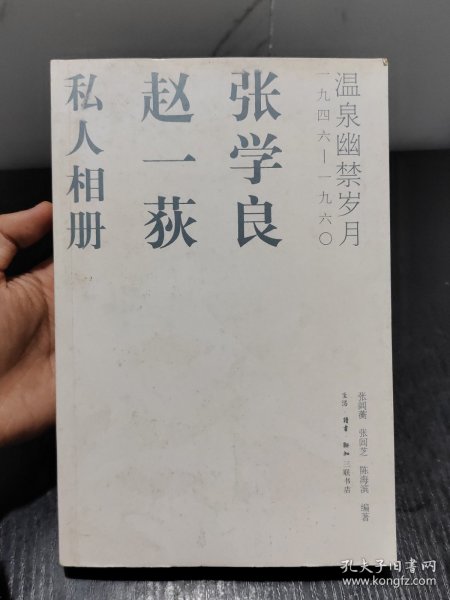 温泉幽禁岁月
一九四六—一九六〇
张学良
赵一荻
私人相册
张闾蘅 张闾芝 陈海滨 编著
生活 读书 新知 三联书店
孔夫子旧书网
www.kongfz.com